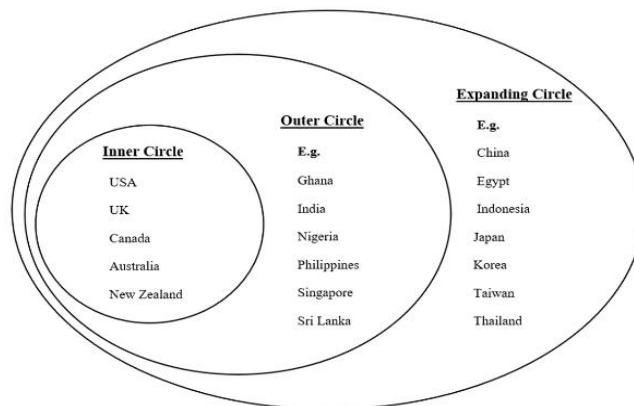 Inner Circle
USA
UK
Canada
Australia
New Zealand
Outer Circle
E.g.
Ghana
India
Nigeria
Philippines
Singapore
Sri Lanka
Expanding Circle
E.g.
China
Egypt
Indonesia
Japan
Korea
Taiwan
Thailand